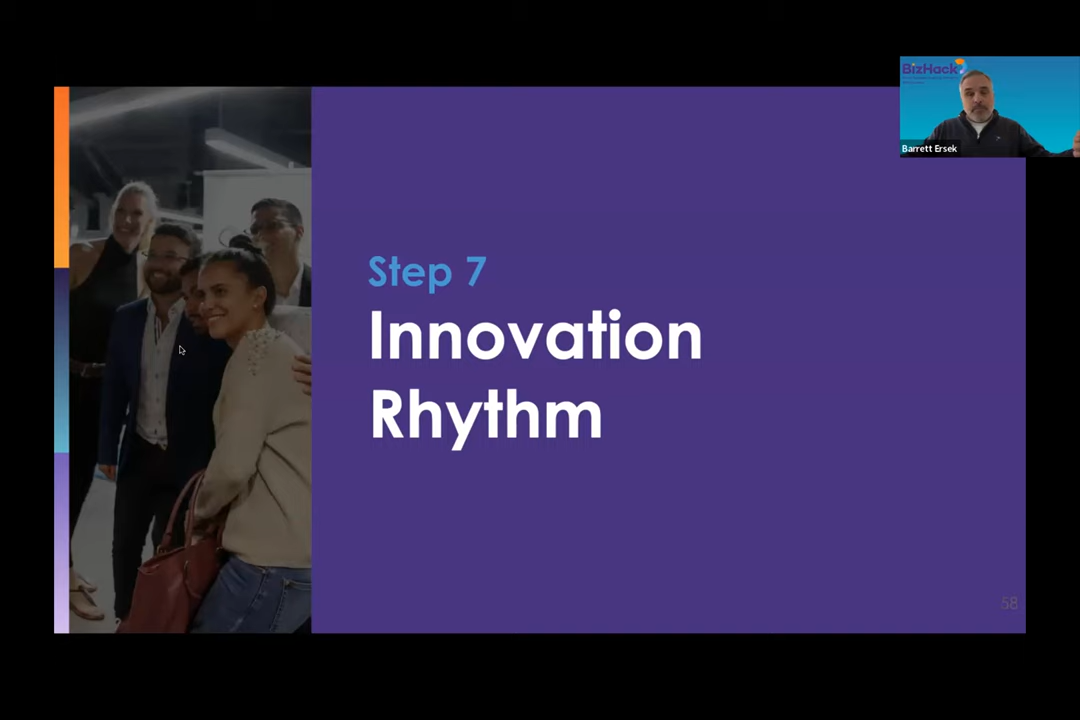 BizHack
Barrett Ersek
Step 7
Innovation
Rhythm
58